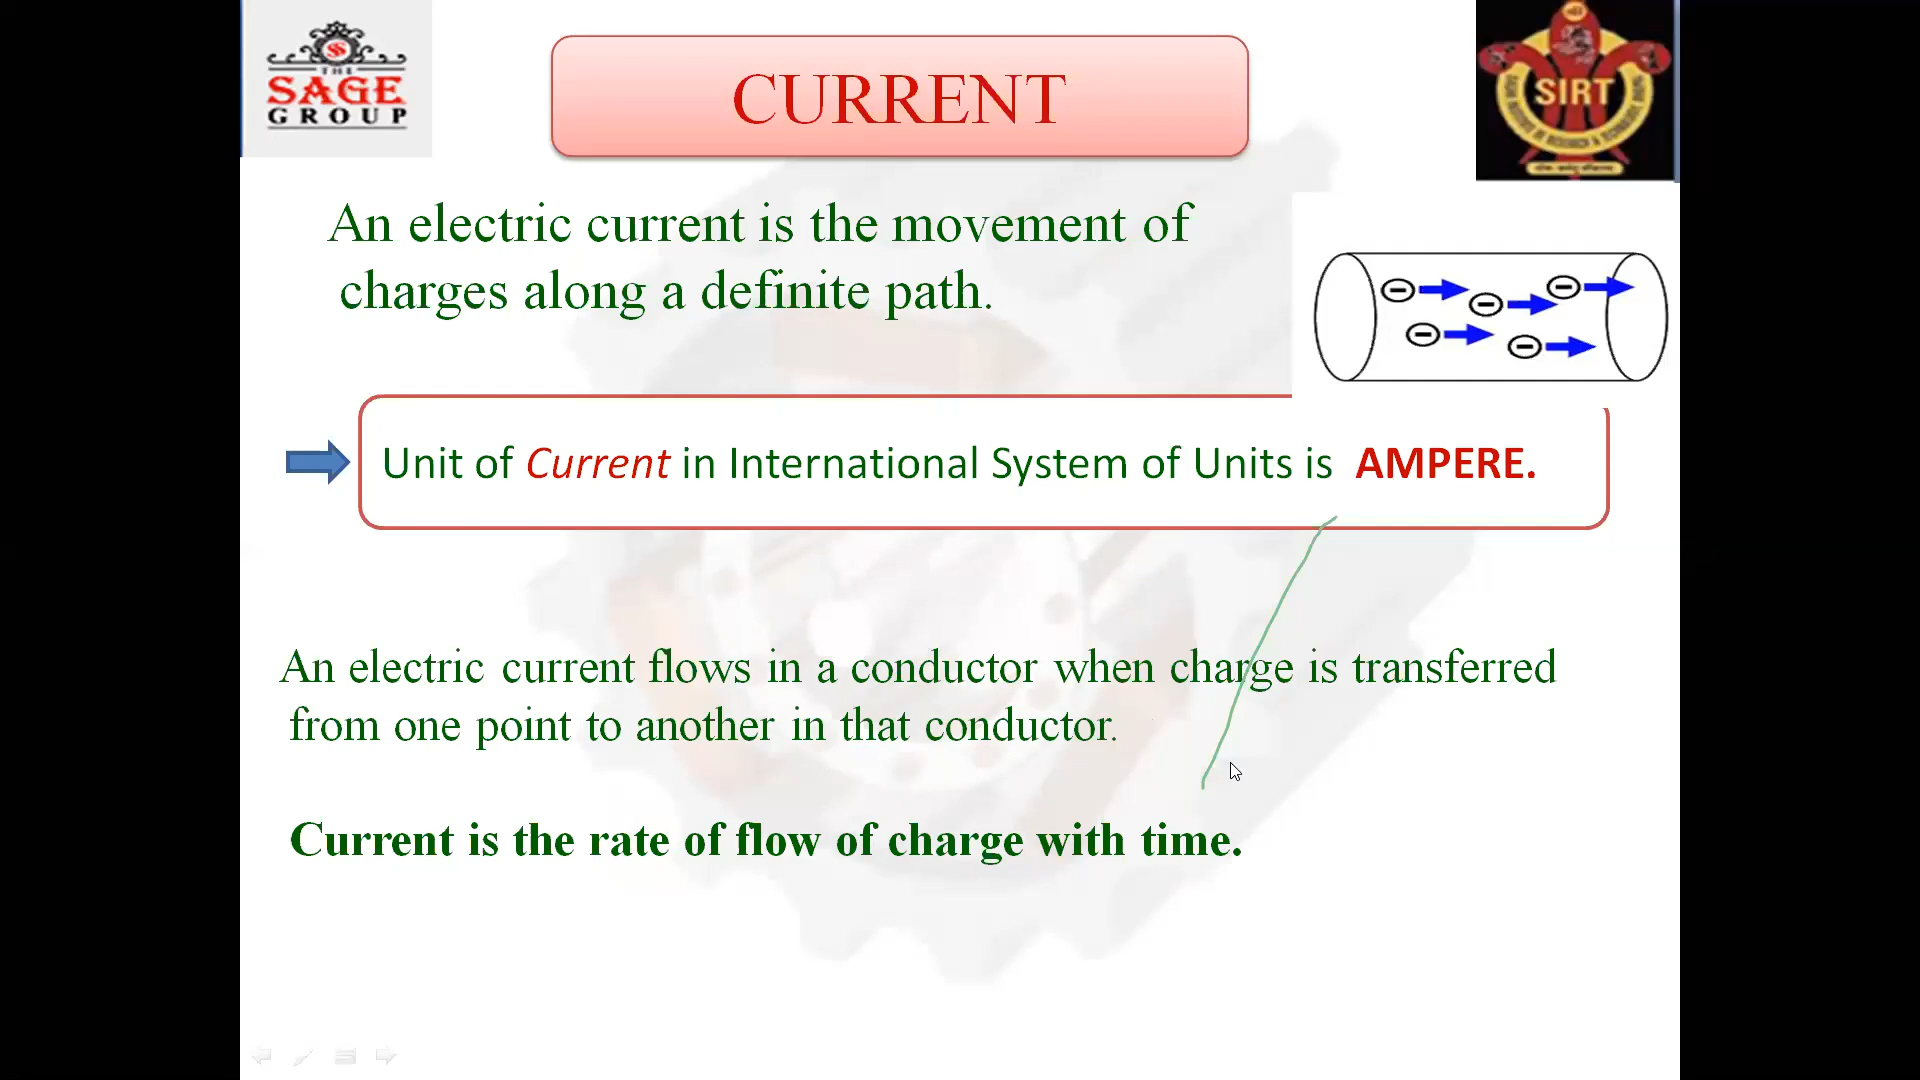 THE
SAGE
GROUP
CURRENT
SIRT
An electric current is the movement of
charges along a definite path.
Unit of Current in International System of Units is AMPERE.
An electric current flows in a conductor when charge is transferred
from one point to another in that conductor.
Current is the rate of flow of charge with time.